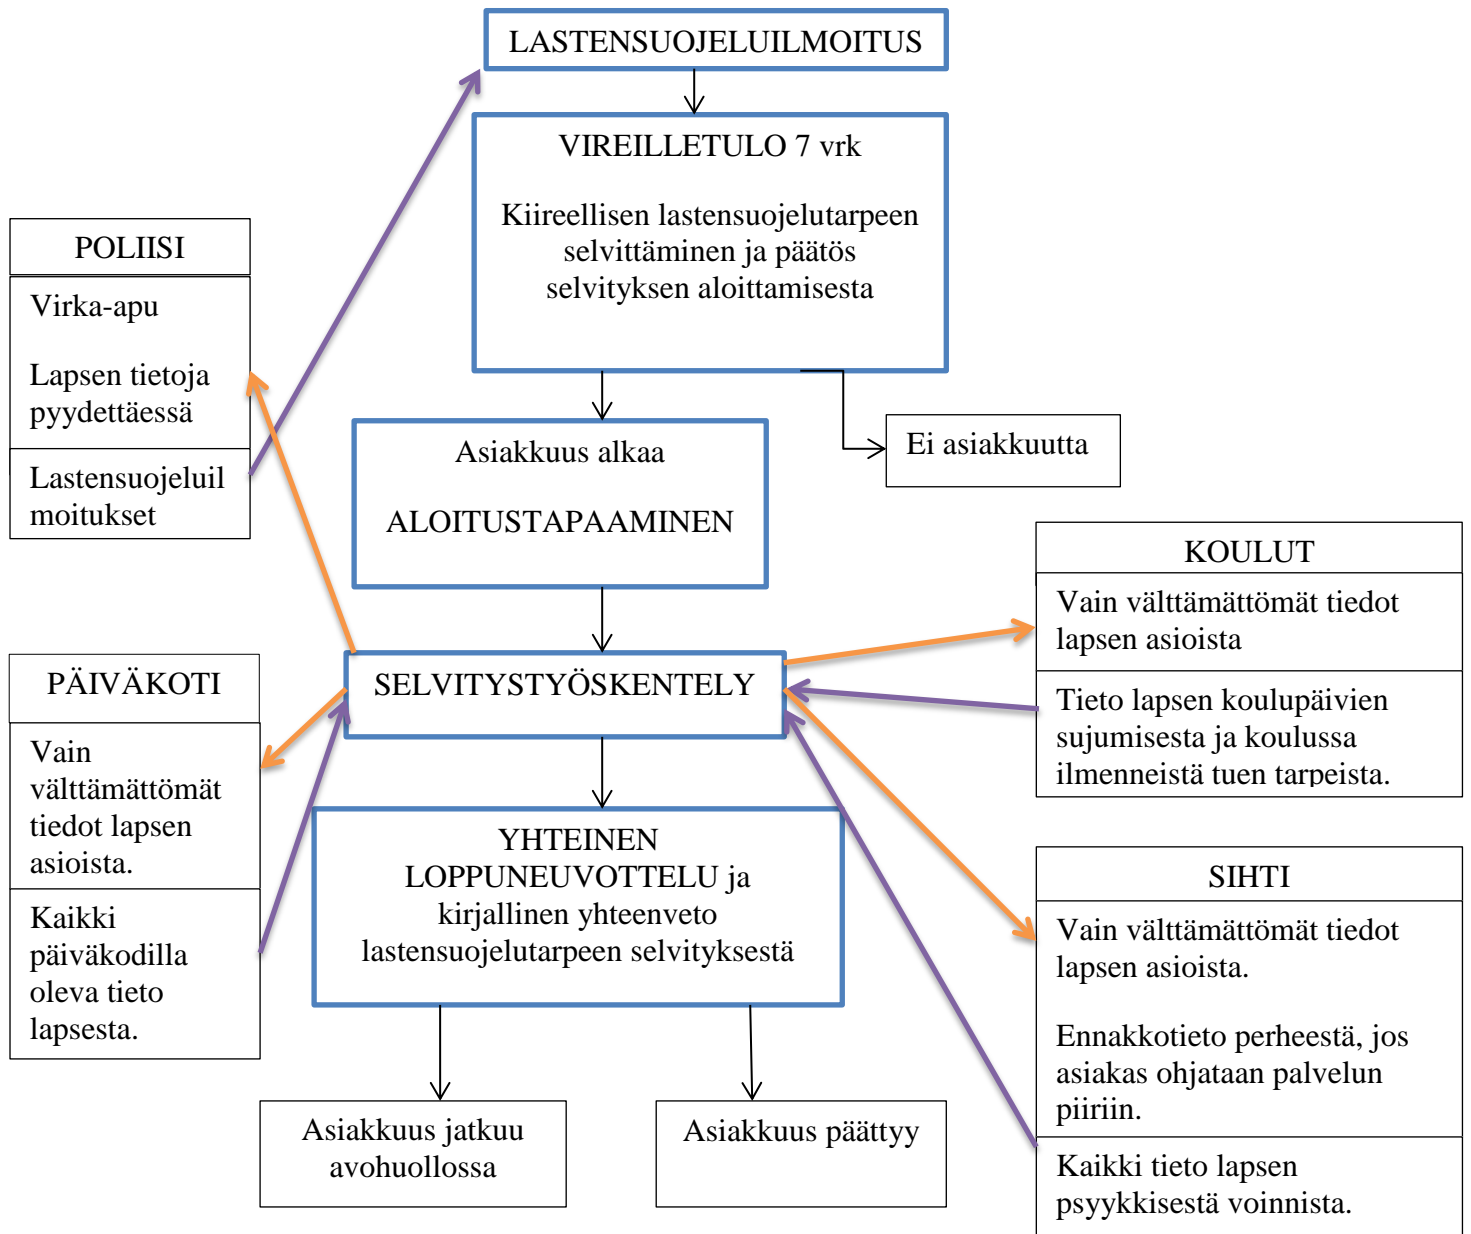 LASTENSUOJELUILMOITUS
VIREILLETULO 7 vrk
Kiireellisen lastensuojelutarpeen
selvittäminen ja päätös
selvityksen aloittamisesta
POLIISI
Virka-apu
Lapsen tietoja
pyydettäessä
Lastensuojeluil
moitukset
Asiakkuus alkaa
ALOITUSTAPAAMINEN
Ei asiakkuutta
KOULUT
Vain välttämättömät tiedot
lapsen asioista
Tieto lapsen koulupäivien
sujumisesta ja koulussa
ilmenneistä tuen tarpeista.
PÄIVÄKOTI
Vain
välttämättömät
tiedot lapsen
asioista.
Kaikki
päiväkodilla
oleva tieto
lapsesta.
SELVITYSTYÖSKENTELY
YHTEINEN
LOPPUNEUVOTTELU ja
kirjallinen yhteenveto
lastensuojelutarpeen selvityksestä
SIHTI
Vain välttämättömät tiedot
lapsen asioista.
Ennakkotieto perheestä, jos
asiakas ohjataan palvelun
piiriin.
Kaikki tieto lapsen
psyykkisestä voinnista.
Asiakkuus jatkuu
avohuollossa
Asiakkuus päättyy